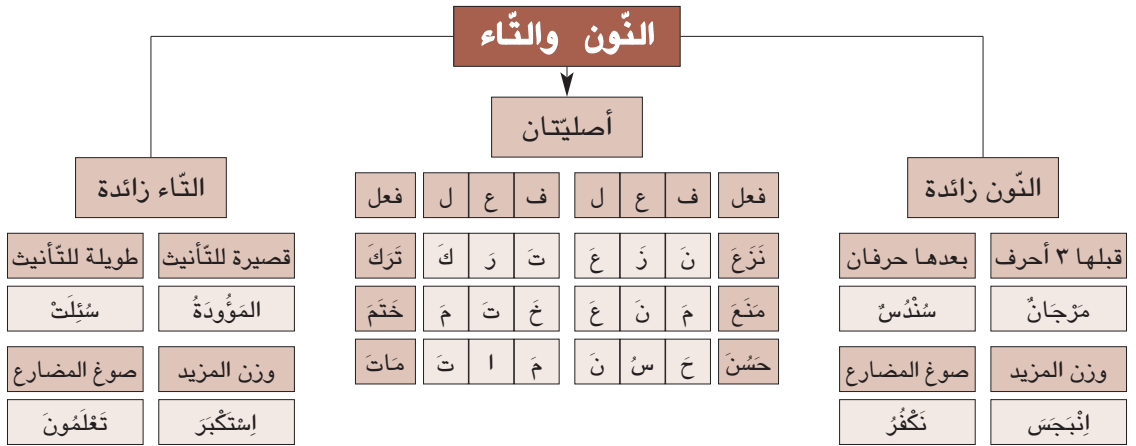 النّون والتّاء
أصليّتان
النّون زائدة
قبلها ٣ أحرف بعدها حرفان
مَرْجَانٌ سُنْدُسٌ
وزن المزيد صوغ المضارع
اِنْبَجَسَ نَكْفُرُ
فعل ف ع ل فعل ف ع ل
نَزَعَ نَ زَ عَ تَ رَ كَ تَرَكَ
مَنَعَ مَ نَ عَ خَ تَ مَ خَتَمَ
حَسُنَ حَ سُ نَ مَ ا تَ مَاتَ
التّاء زائدة
قصيرة للتّأنيث طويلة للتّأنيث
المَوْؤُودَةُ سُئِلَتْ
وزن المزيد صوغ المضارع
اِسْتَكْبَرَ تَعْلَمُونَ